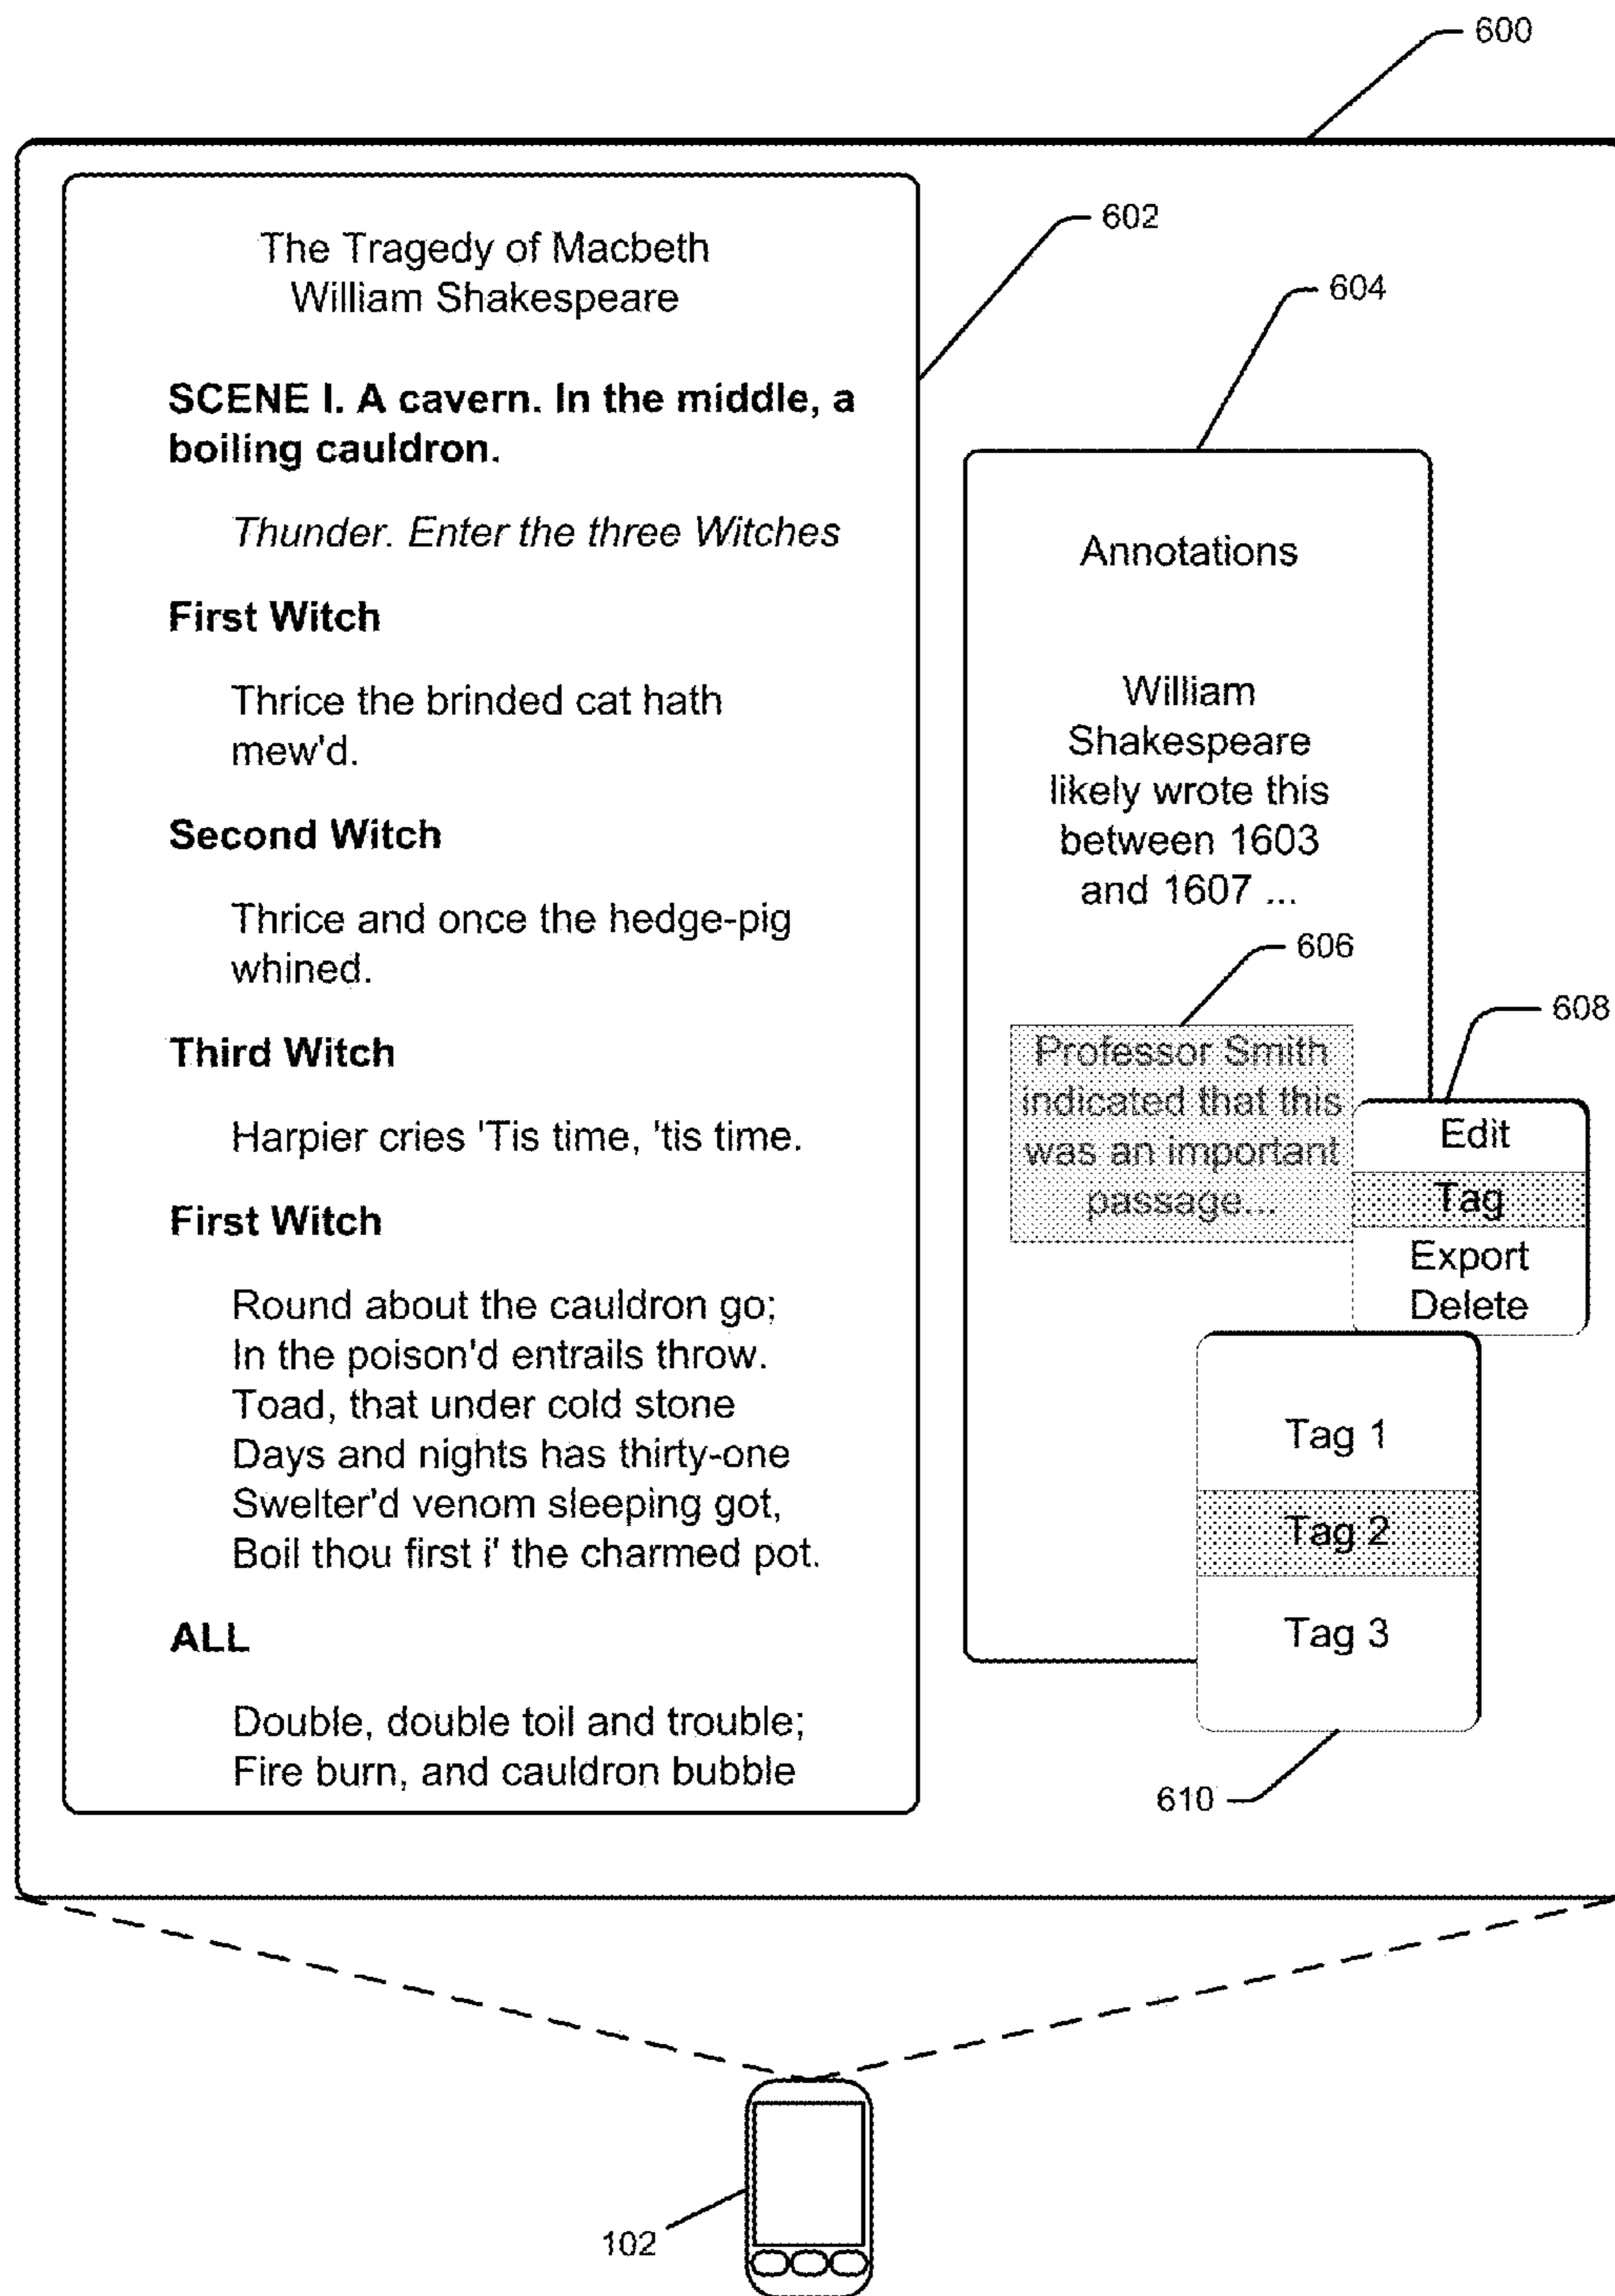 600
602
The Tragedy of Macbeth
William Shakespeare
SCENE I. A cavern. In the middle, a
boiling cauldron.
Thunder. Enter the three Witches
First Witch
Thrice the brinded cat hath
mew'd.
Second Witch
Thrice and once the hedge-pig
whined.
Third Witch
Harpier cries 'Tis time, 'tis time.
First Witch
Round about the cauldron go;
In the poison'd entrails throw.
Toad, that under cold stone
Days and nights has thirty-one
Swelter'd venom sleeping got,
Boil thou first i' the charmed pot.
ALL
Double, double toil and trouble;
Fire burn, and cauldron bubble
604
Annotations
William
Shakespeare
likely wrote this
between 1603
and 1607 ...
606
Professor Smith
indicated that this
was an important
passage...
608
Edit
Tag
Export
Delete
Tag 1
Tag 2
Tag 3
610
102